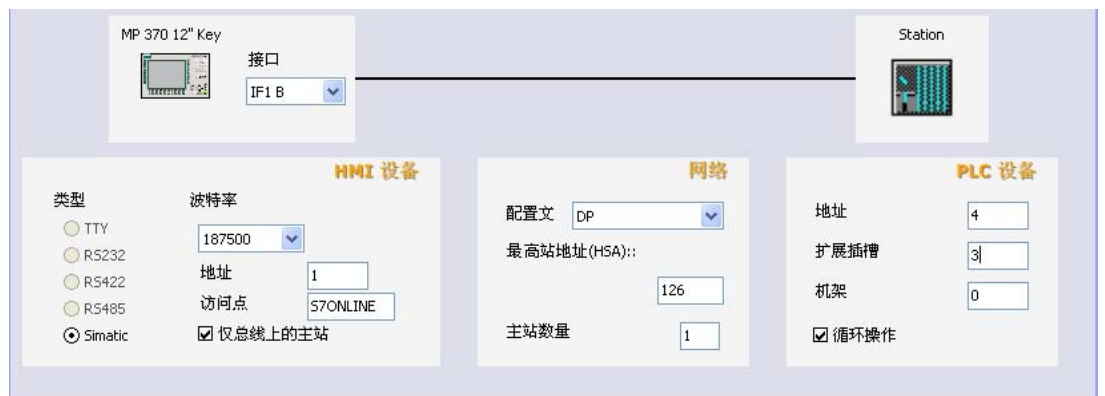 MP 370 12" Key
接口
IF1 B
Station
HMI 设备
类型
TTY
RS232
RS422
RS485
Simatic
波特率
187500
地址 1
访问点 S7ONLINE
仅总线上的主站
网络
配置文 DP
最高站地址(HSA)::
126
主站数量 1
PLC 设备
地址 4
扩展插槽 3
机架 0
循环操作